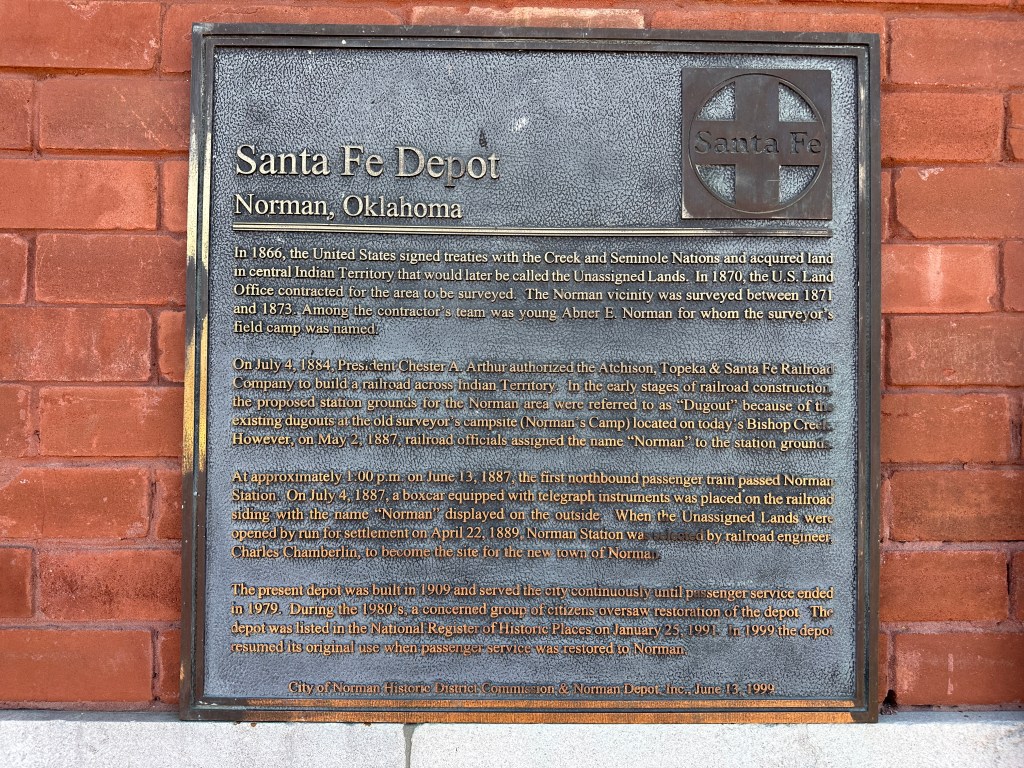 Santa Fe
Santa Fe Depot
Norman, Oklahoma
In 1866, the United States signed treaties with the Creek and Seminole Nations and acquired land
in central Indian Territory that would later be called the Unassigned Lands. In 1870, the U.S. Land
Office contracted for the area to be surveyed. The Norman vicinity was surveyed between 1871
and 1873. Among the contractor's team was young Abner E. Norman for whom the surveyor's
field camp was named.
On July 4, 1884, President Chester A. Arthur authorized the Atchison, Topeka & Santa Fe Railroad
Company to build a railroad across Indian Territory. In the early stages of railroad construction,
the proposed station grounds for the Norman area were referred to as "Dugout" because of the
existing dugouts at the old surveyor's campsite (Norman's Camp) located on today's Bishop Creek.
However, on May 2, 1887, railroad officials assigned the name "Norman" to the station grounds.
At approximately 1:00 p.m. on June 13, 1887, the first northbound passenger train passed Norman
Station. On July 4, 1887, a boxcar equipped with telegraph instruments was placed on the railroad
siding with the name "Norman" displayed on the outside. When the Unassigned Lands were
opened by run for settlement on April 22, 1889, Norman Station was selected by railroad engineer,
Charles Chamberlin, to become the site for the new town of Norman.
The present depot was built in 1909 and served the city continuously until passenger service ended
in 1979. During the 1980's, a concerned group of citizens oversaw restoration of the depot. The
depot was listed in the National Register of Historic Places on January 25, 1991. In 1999 the depot
resumed its original use when passenger service was restored to Norman.
City of Norman Historic District Commission & Norman Depot, Inc., June 13, 1999